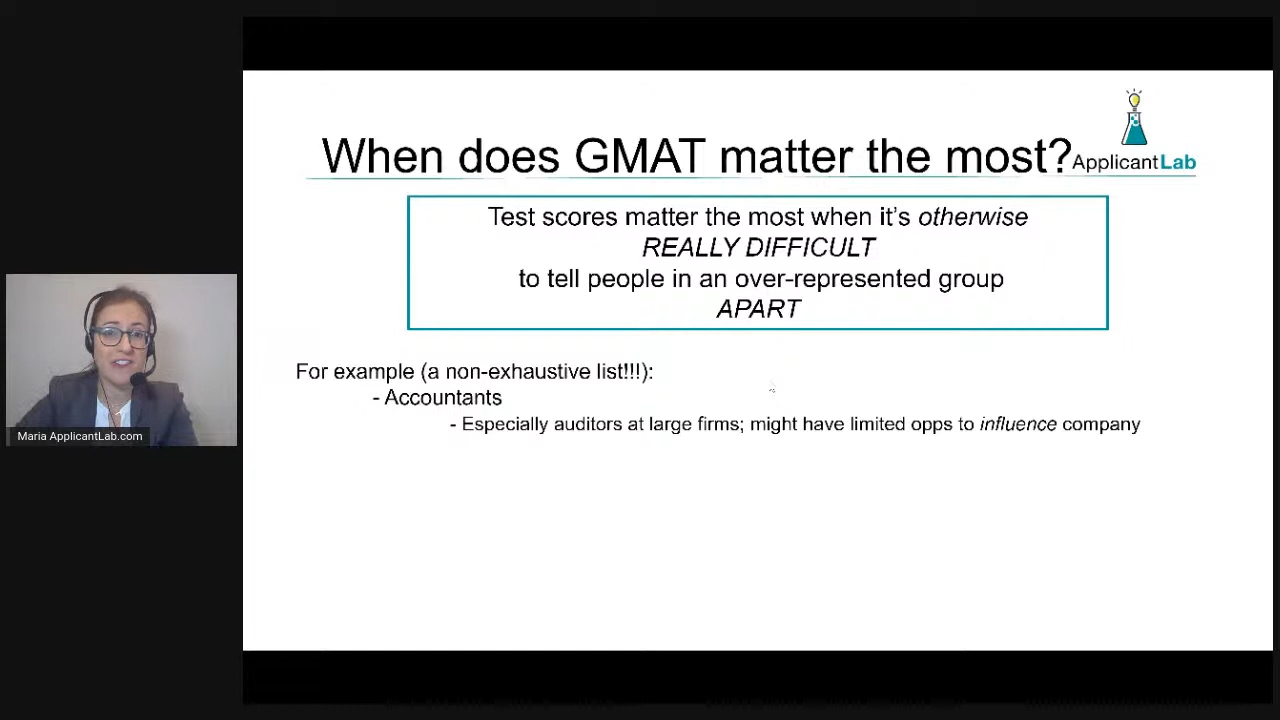 When does GMAT matter the most?
ApplicantLab
Test scores matter the most when it's otherwise
REALLY DIFFICULT
to tell people in an over-represented group
APART
For example (a non-exhaustive list!!!):
- Accountants
- Especially auditors at large firms; might have limited opps to influence company
Maria ApplicantLab.com